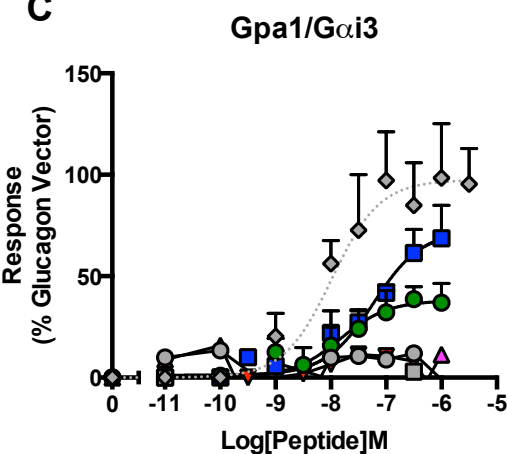 C
Gpa1/Gαi3
Response
(% Glucagon Vector)
150
100
50
0
0 -11 -10 -9 -8 -7 -6 -5
Log[Peptide]M